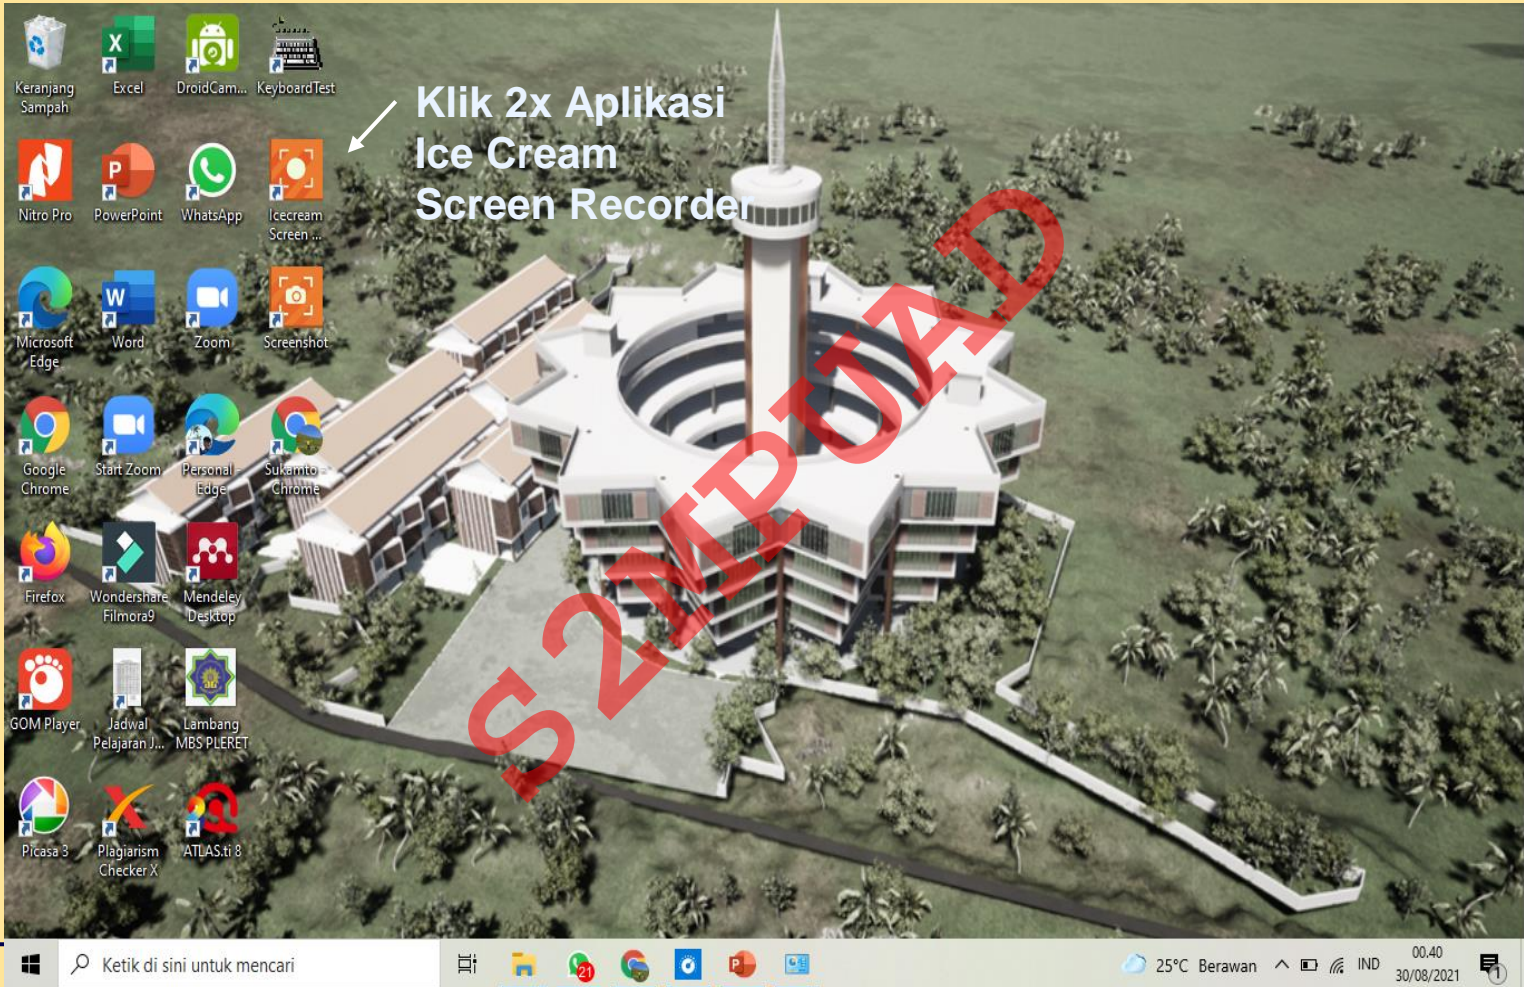 Keranjang
Sampah
Excel
DroidCam...
KeyboardTest
Klik 2x Aplikasi
Ice Cream
Screen Recorder
Nitro Pro
PowerPoint
WhatsApp
Icecream
Screen ...
Microsoft
Edge
Word
Zoom
Screenshot
Google
Chrome
Start Zoom
Personal -
Edge
Sukamto -
Chrome
Firefox
Wondershare
Filmora9
Mendeley
Desktop
GOM Player
Jadwal
Pelajaran J...
Lambang
MBS PLERET
Picasa 3
Plagiarism
Checker X
ATLAS.ti 8
S2MPUAD
Ketik di sini untuk mencari
21
25°C Berawan
IND
00.40
30/08/2021
1